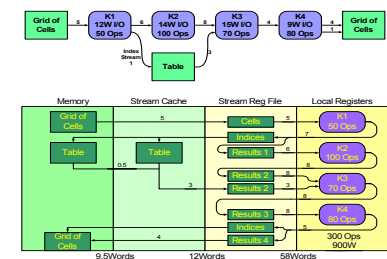 Grid of
Cells
5
K1
12W I/O
50 Ops
6
K2
14W I/O
100 Ops
8
K3
15W I/O
70 Ops
4
K4
9W I/O
80 Ops
4
1
Grid of
Cells
Index
Stream
1
Table
3
Memory
Stream Cache
Stream Reg File
Local Registers
Grid of
Cells
5
Cells
5
K1
50 Ops
Indices
7
Table
Table
Results 1
6
K2
100 Ops
0.5
8
Results 2
8
K3
70 Ops
3
Results 2
3
8
Results 3
8
K4
80 Ops
Grid of
Cells
4
Indices
5
Results 4
300 Ops
900W
9.5Words
12Words
58Words